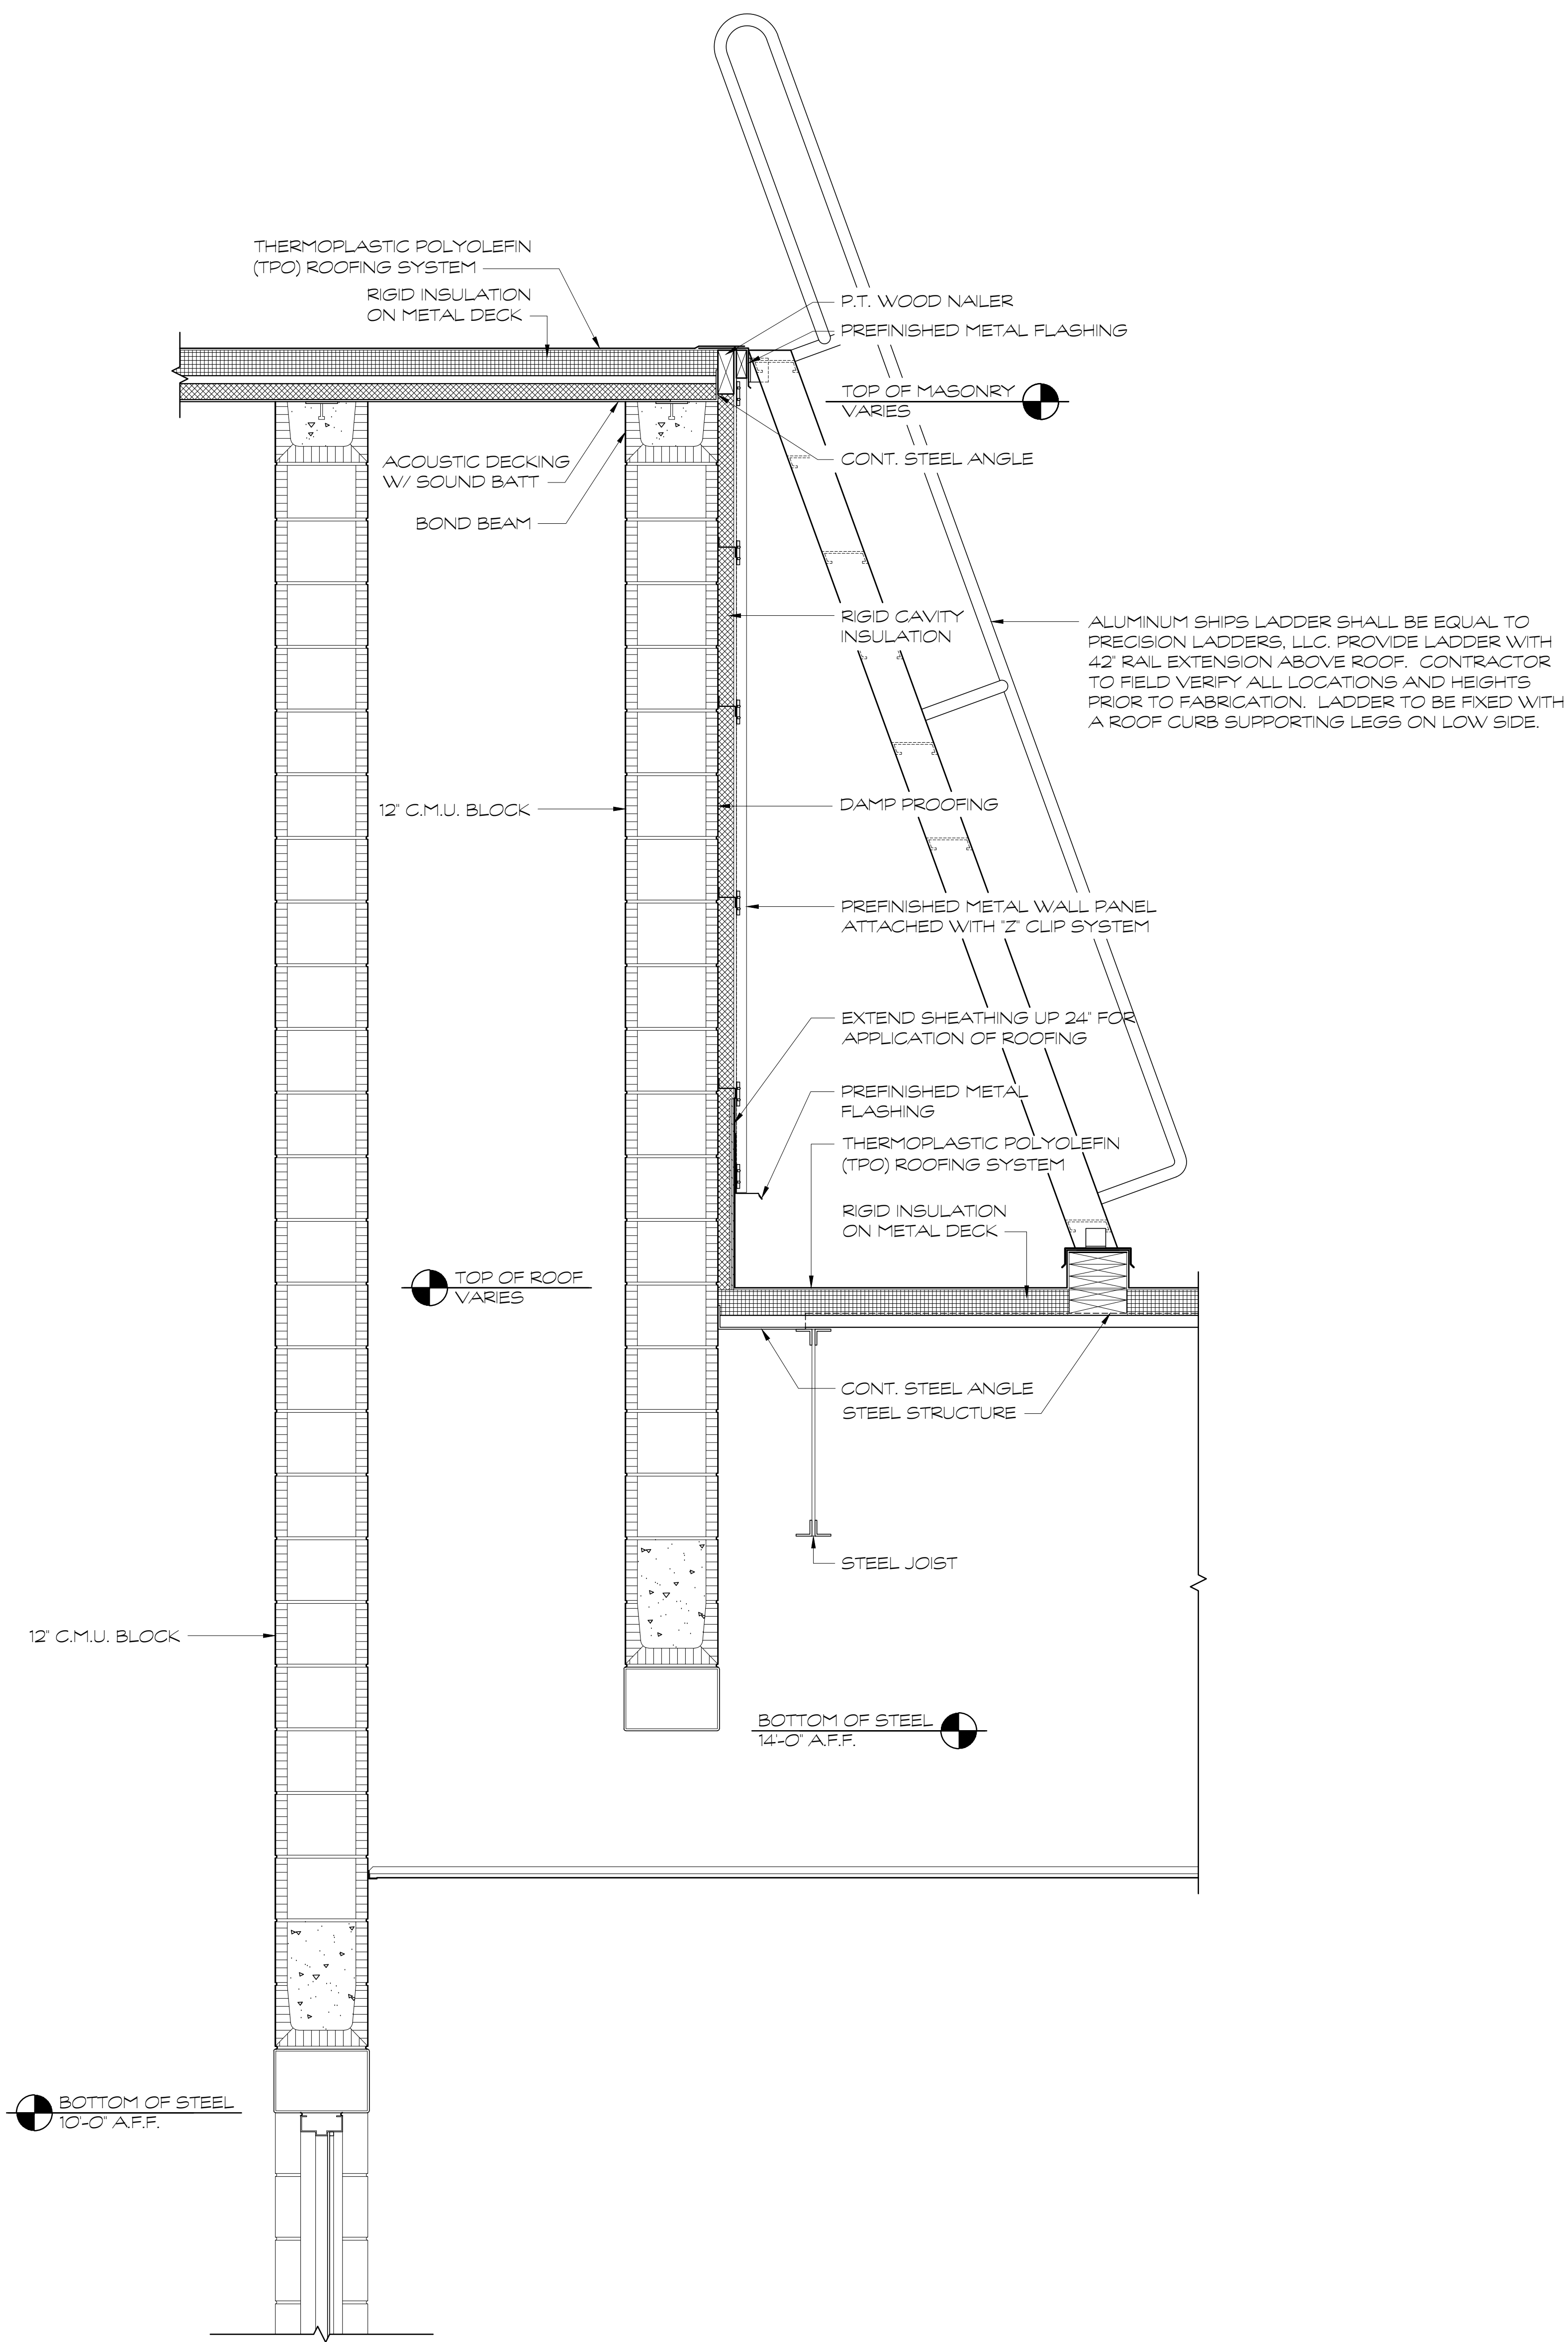 THERMOPLASTIC POLYOLEFIN
(TPO) ROOFING SYSTEM
RIGID INSULATION
ON METAL DECK
P.T. WOOD NAILER
PREFINISHED METAL FLASHING
TOP OF MASONRY
VARIES
ACOUSTIC DECKING
W/ SOUND BATT
CONT. STEEL ANGLE
BOND BEAM
RIGID CAVITY
INSULATION
ALUMINUM SHIPS LADDER SHALL BE EQUAL TO
PRECISION LADDERS, LLC. PROVIDE LADDER WITH
42" RAIL EXTENSION ABOVE ROOF. CONTRACTOR
TO FIELD VERIFY ALL LOCATIONS AND HEIGHTS
PRIOR TO FABRICATION. LADDER TO BE FIXED WITH
A ROOF CURB SUPPORTING LEGS ON LOW SIDE.
12" C.M.U. BLOCK
DAMP PROOFING
PREFINISHED METAL WALL PANEL
ATTACHED WITH "Z" CLIP SYSTEM
EXTEND SHEATHING UP 24" FOR
APPLICATION OF ROOFING
PREFINISHED METAL
FLASHING
THERMOPLASTIC POLYOLEFIN
(TPO) ROOFING SYSTEM
RIGID INSULATION
ON METAL DECK
TOP OF ROOF
VARIES
CONT. STEEL ANGLE
STEEL STRUCTURE
STEEL JOIST
12" C.M.U. BLOCK
BOTTOM OF STEEL
14'-0" A.F.F.
BOTTOM OF STEEL
10'-0" A.F.F.